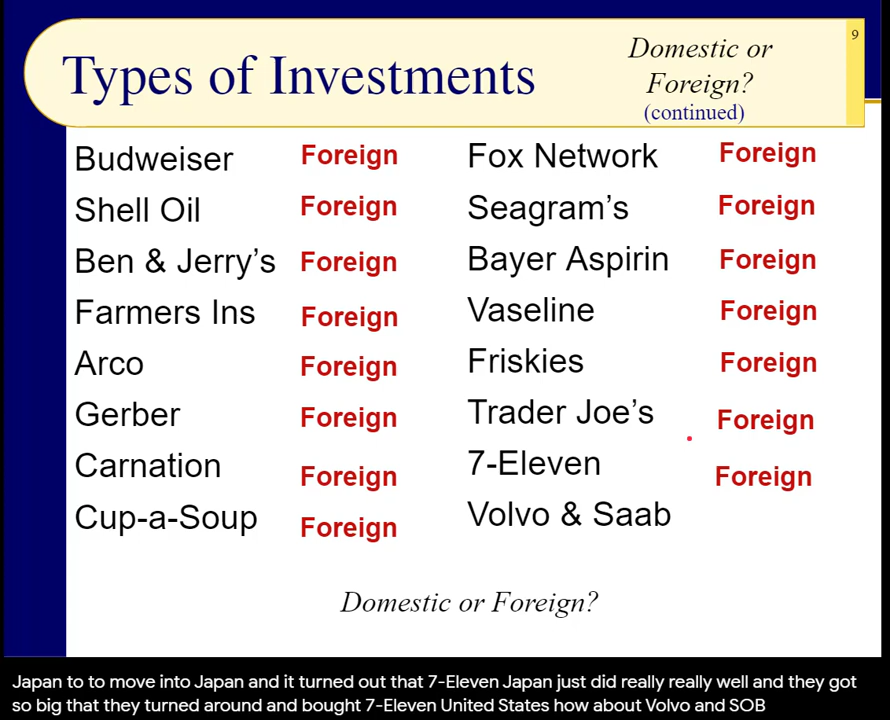 9
Types of Investments
Domestic or
Foreign?
(continued)
Budweiser Foreign
Shell Oil Foreign
Ben & Jerry’s Foreign
Farmers Ins Foreign
Arco Foreign
Gerber Foreign
Carnation Foreign
Cup-a-Soup Foreign
Fox Network Foreign
Seagram’s Foreign
Bayer Aspirin Foreign
Vaseline Foreign
Friskies Foreign
Trader Joe’s Foreign
7-Eleven Foreign
Volvo & Saab
Domestic or Foreign?
Japan to to move into Japan and it turned out that 7-Eleven Japan just did really really well and they got
so big that they turned around and bought 7-Eleven United States how about Volvo and SOB